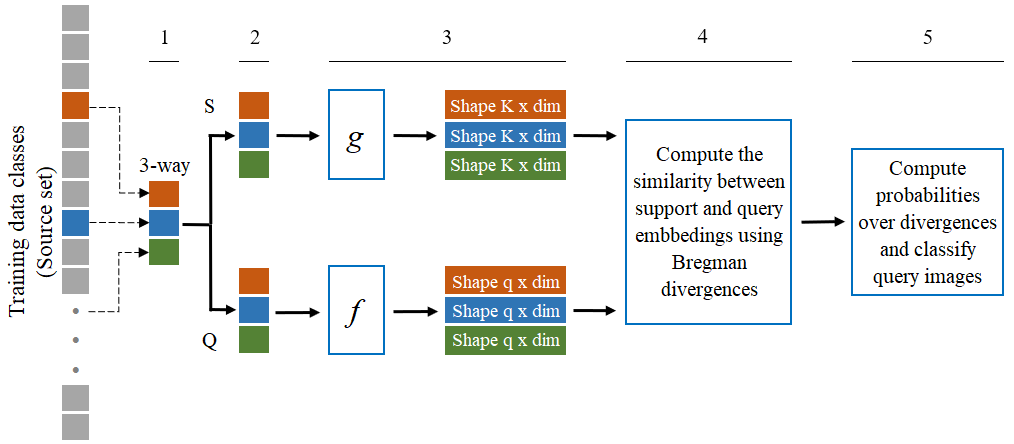 1
2
3
4
5
Training data classes
(Source set)
3-way
S
Q
g
f
Shape K x dim
Shape K x dim
Shape K x dim
Shape q x dim
Shape q x dim
Shape q x dim
Compute the
similarity between
support and query
embbedings using
Bregman
divergences
Compute
probabilities
over divergences
and classify
query images